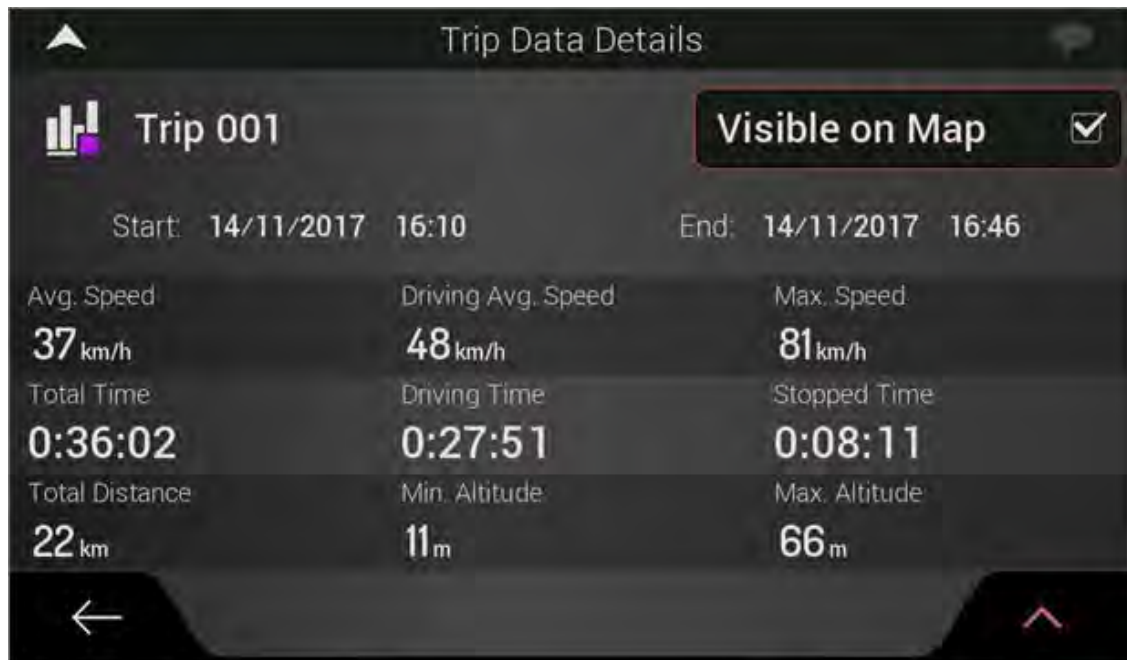 Trip Data Details
Trip 001
Visible on Map
Start: 14/11/2017 16:10 End: 14/11/2017 16:46
Avg. Speed Driving Avg. Speed Max. Speed
37 km/h 48 km/h 81 km/h
Total Time Driving Time Stopped Time
0:36:02 0:27:51 0:08:11
Total Distance Min. Altitude Max. Altitude
22 km 11 m 66 m